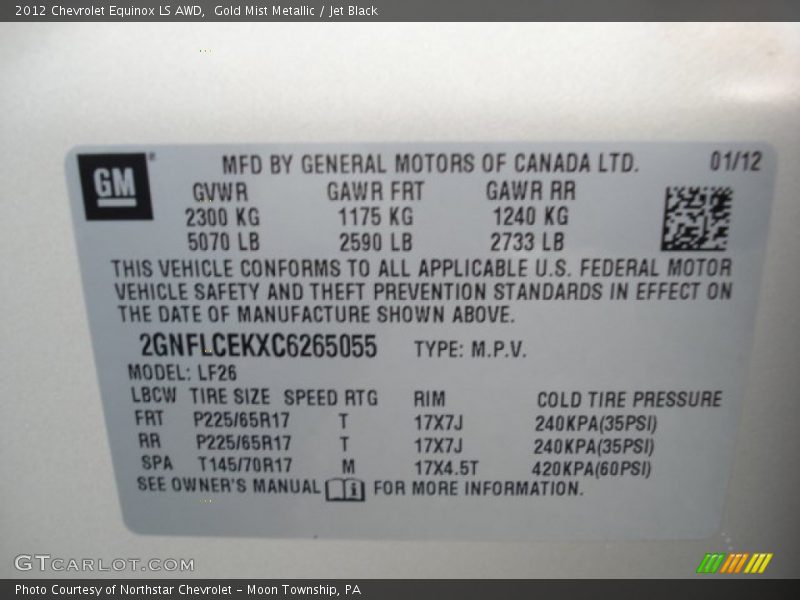 2012 Chevrolet Equinox LS AWD,  Gold Mist Metallic / Jet Black
GM
MFD BY GENERAL MOTORS OF CANADA LTD. 01/12
GVWR GAWR FRT GAWR RR
2300 KG 1175 KG 1240 KG
5070 LB 2590 LB 2733 LB
THIS VEHICLE CONFORMS TO ALL APPLICABLE U.S. FEDERAL MOTOR
VEHICLE SAFETY AND THEFT PREVENTION STANDARDS IN EFFECT ON
THE DATE OF MANUFACTURE SHOWN ABOVE.
2GNFLCEKXC6265055 TYPE: M.P.V.
MODEL: LF26
LBCW TIRE SIZE SPEED RTG RIM COLD TIRE PRESSURE
FRT P225/65R17 T 17X7J 240KPA(35PSI)
RR P225/65R17 T 17X7J 240KPA(35PSI)
SPA T145/70R17 M 17X4.5T 420KPA(60PSI)
SEE OWNER'S MANUAL FOR MORE INFORMATION.
GTCARLOT.COM
Photo Courtesy of Northstar Chevrolet - Moon Township, PA